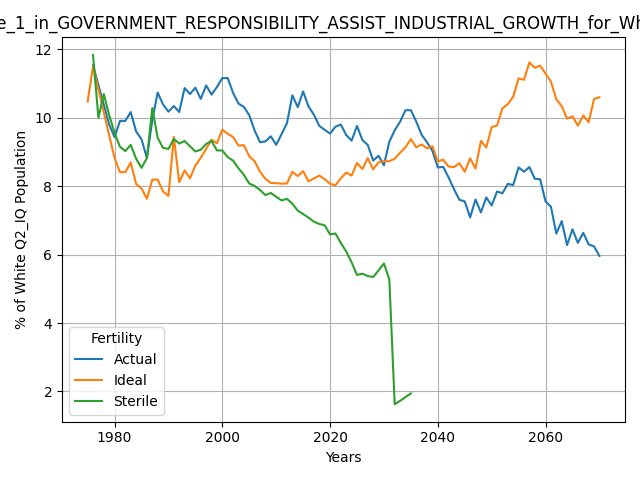 e_1_in_GOVERNMENT_RESPONSIBILITY_ASSIST_INDUSTRIAL_GROWTH_for_Wh
% of White Q2_IQ Population
12
10
8
6
4
2
Fertility
Actual
Ideal
Sterile
1980 2000 2020 2040 2060
Years